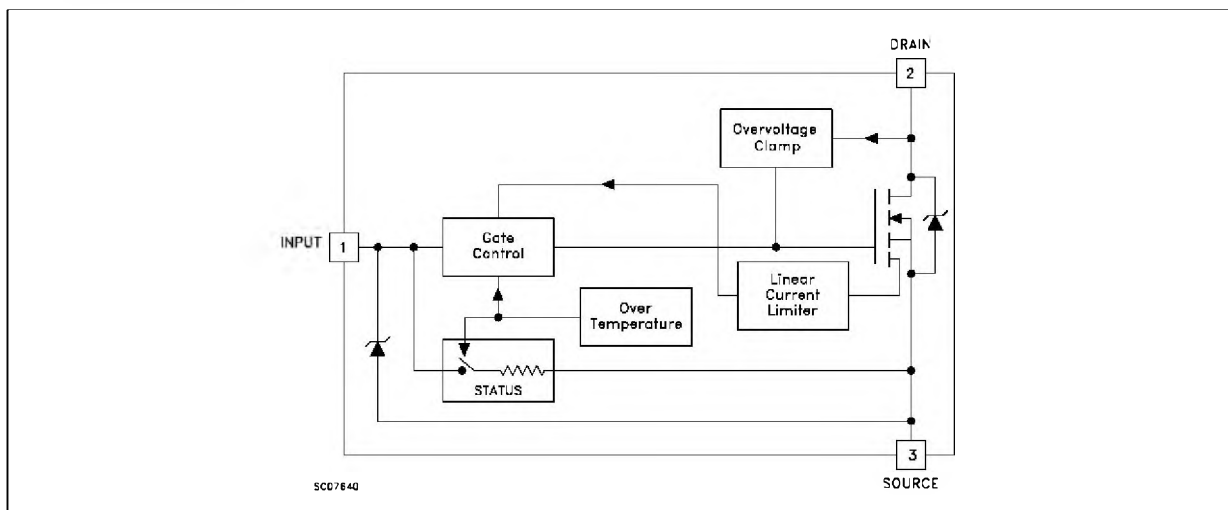 DRAIN
2
Overvoltage
Clamp
INPUT
1
Gate
Control
Linear
Current
Limiter
Over
Temperature
STATUS
3
SC07640
SOURCE